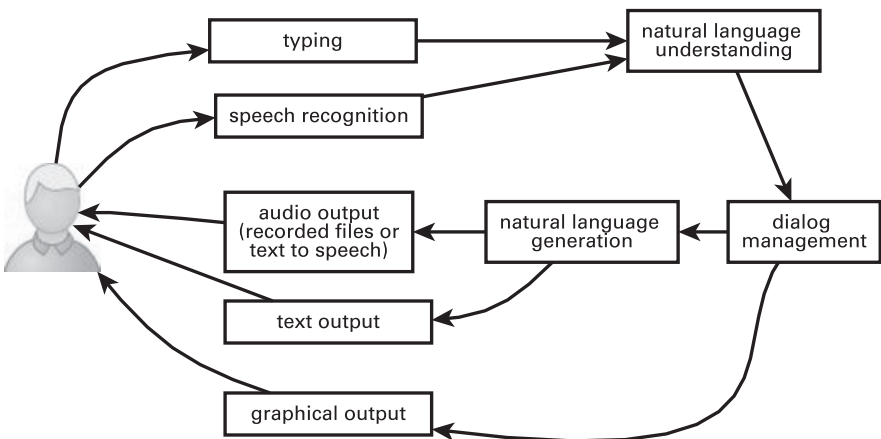 typing
natural language
understanding
speech recognition
audio output
(recorded files or
text to speech)
natural language
generation
dialog
management
text output
graphical output